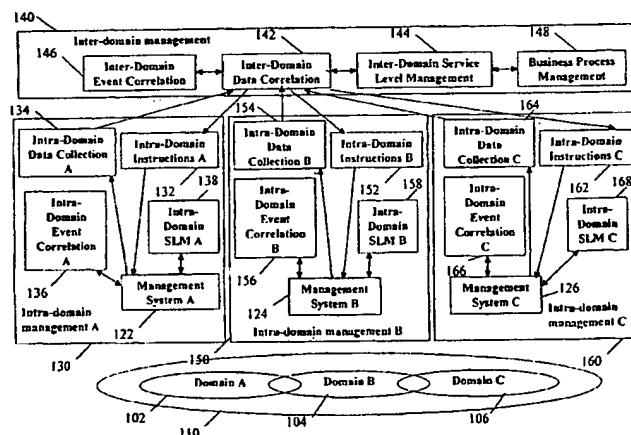 140
Inter-domain management
142
144
148
146
Inter-Domain
Event Correlation
Inter-Domain
Data Correlation
Inter-Domain Service
Level Management
Business Process
Management
134
154
164
Intra-Domain
Data Collection
A
Intra-Domain
Instructions A
Intra-Domain
Data
Collection B
Intra-Domain
Instructions B
Intra-Domain
Data
Collection C
Intra-Domain
Instructions C
132
138
152
158
162
168
Intra-
Domain
Event
Correlation
A
Intra-
Domain
SLM A
Intra-
Domain
Event
Correlation
B
Intra-
Domain
SLM B
Intra-
Domain
Event
Correlation
C
Intra-
Domain
SLM C
136
Management
System A
156
124
Management
System B
166
Management
System C
126
Intra-domain
management A
122
150
Intra-domain management B
Intra-domain
management C
130
160
Domain A
Domain B
Domain C
102
104
106
110